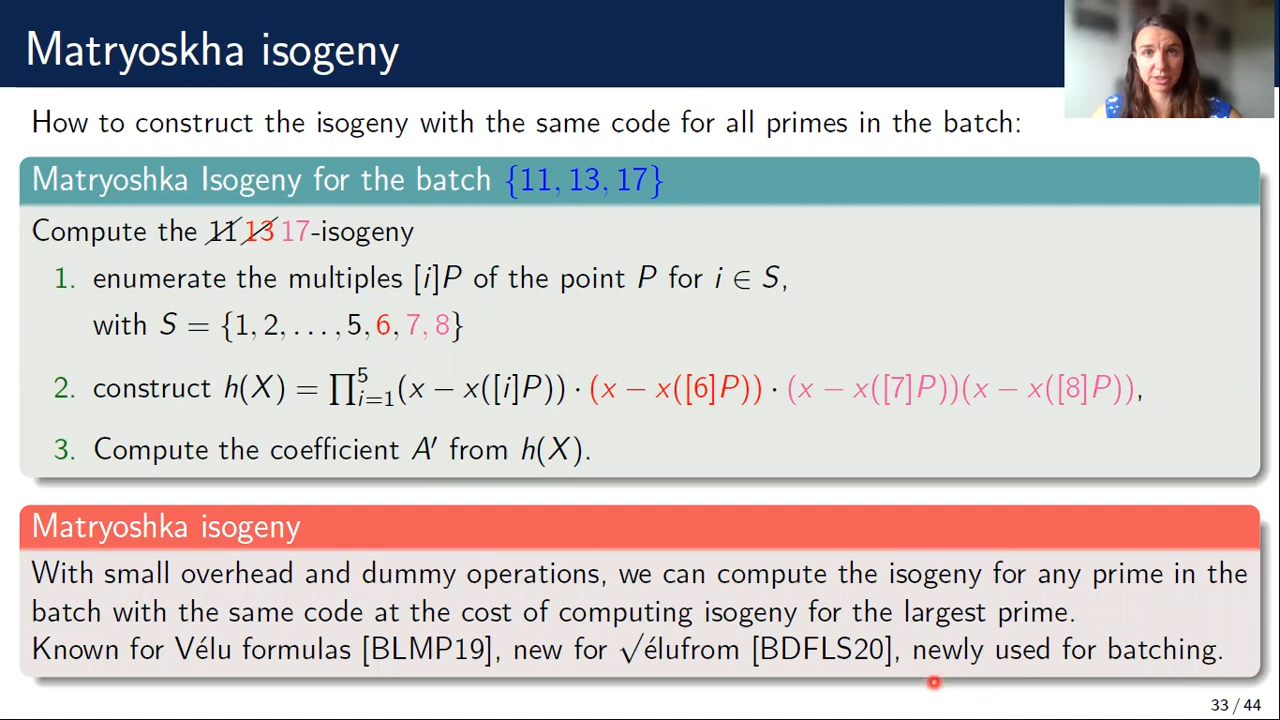 Matryoskha isogeny
How to construct the isogeny with the same code for all primes in the batch:
Matryoshka Isogeny for the batch {11, 13, 17}
Compute the 11 13 17-isogeny
1. enumerate the multiples [i]P of the point P for i ∈ S,
with S = {1, 2, . . . , 5, 6, 7, 8}
2. construct h(X) = ∏⁵ᵢ₌₁(x − x([i]P)) · (x − x([6]P)) · (x − x([7]P))(x − x([8]P)),
3. Compute the coefficient A′ from h(X).
Matryoshka isogeny
With small overhead and dummy operations, we can compute the isogeny for any prime in the
batch with the same code at the cost of computing isogeny for the largest prime.
Known for Vélu formulas [BLMP19], new for √élufrom [BDFLS20], newly used for batching.
33 / 44